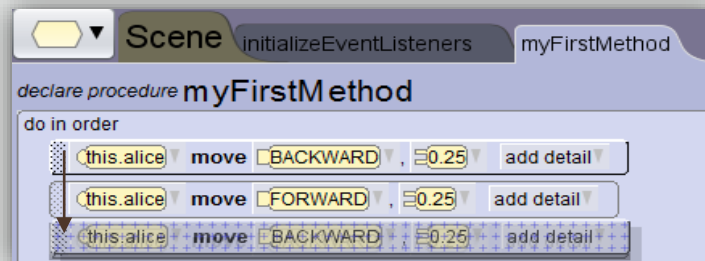 Scene initializeEventListeners myFirstMethod
declare procedure myFirstMethod
do in order
this.alice move BACKWARD , 0.25 add detail
this.alice move FORWARD , 0.25 add detail
this.alice move BACKWARD , 0.25 add detail